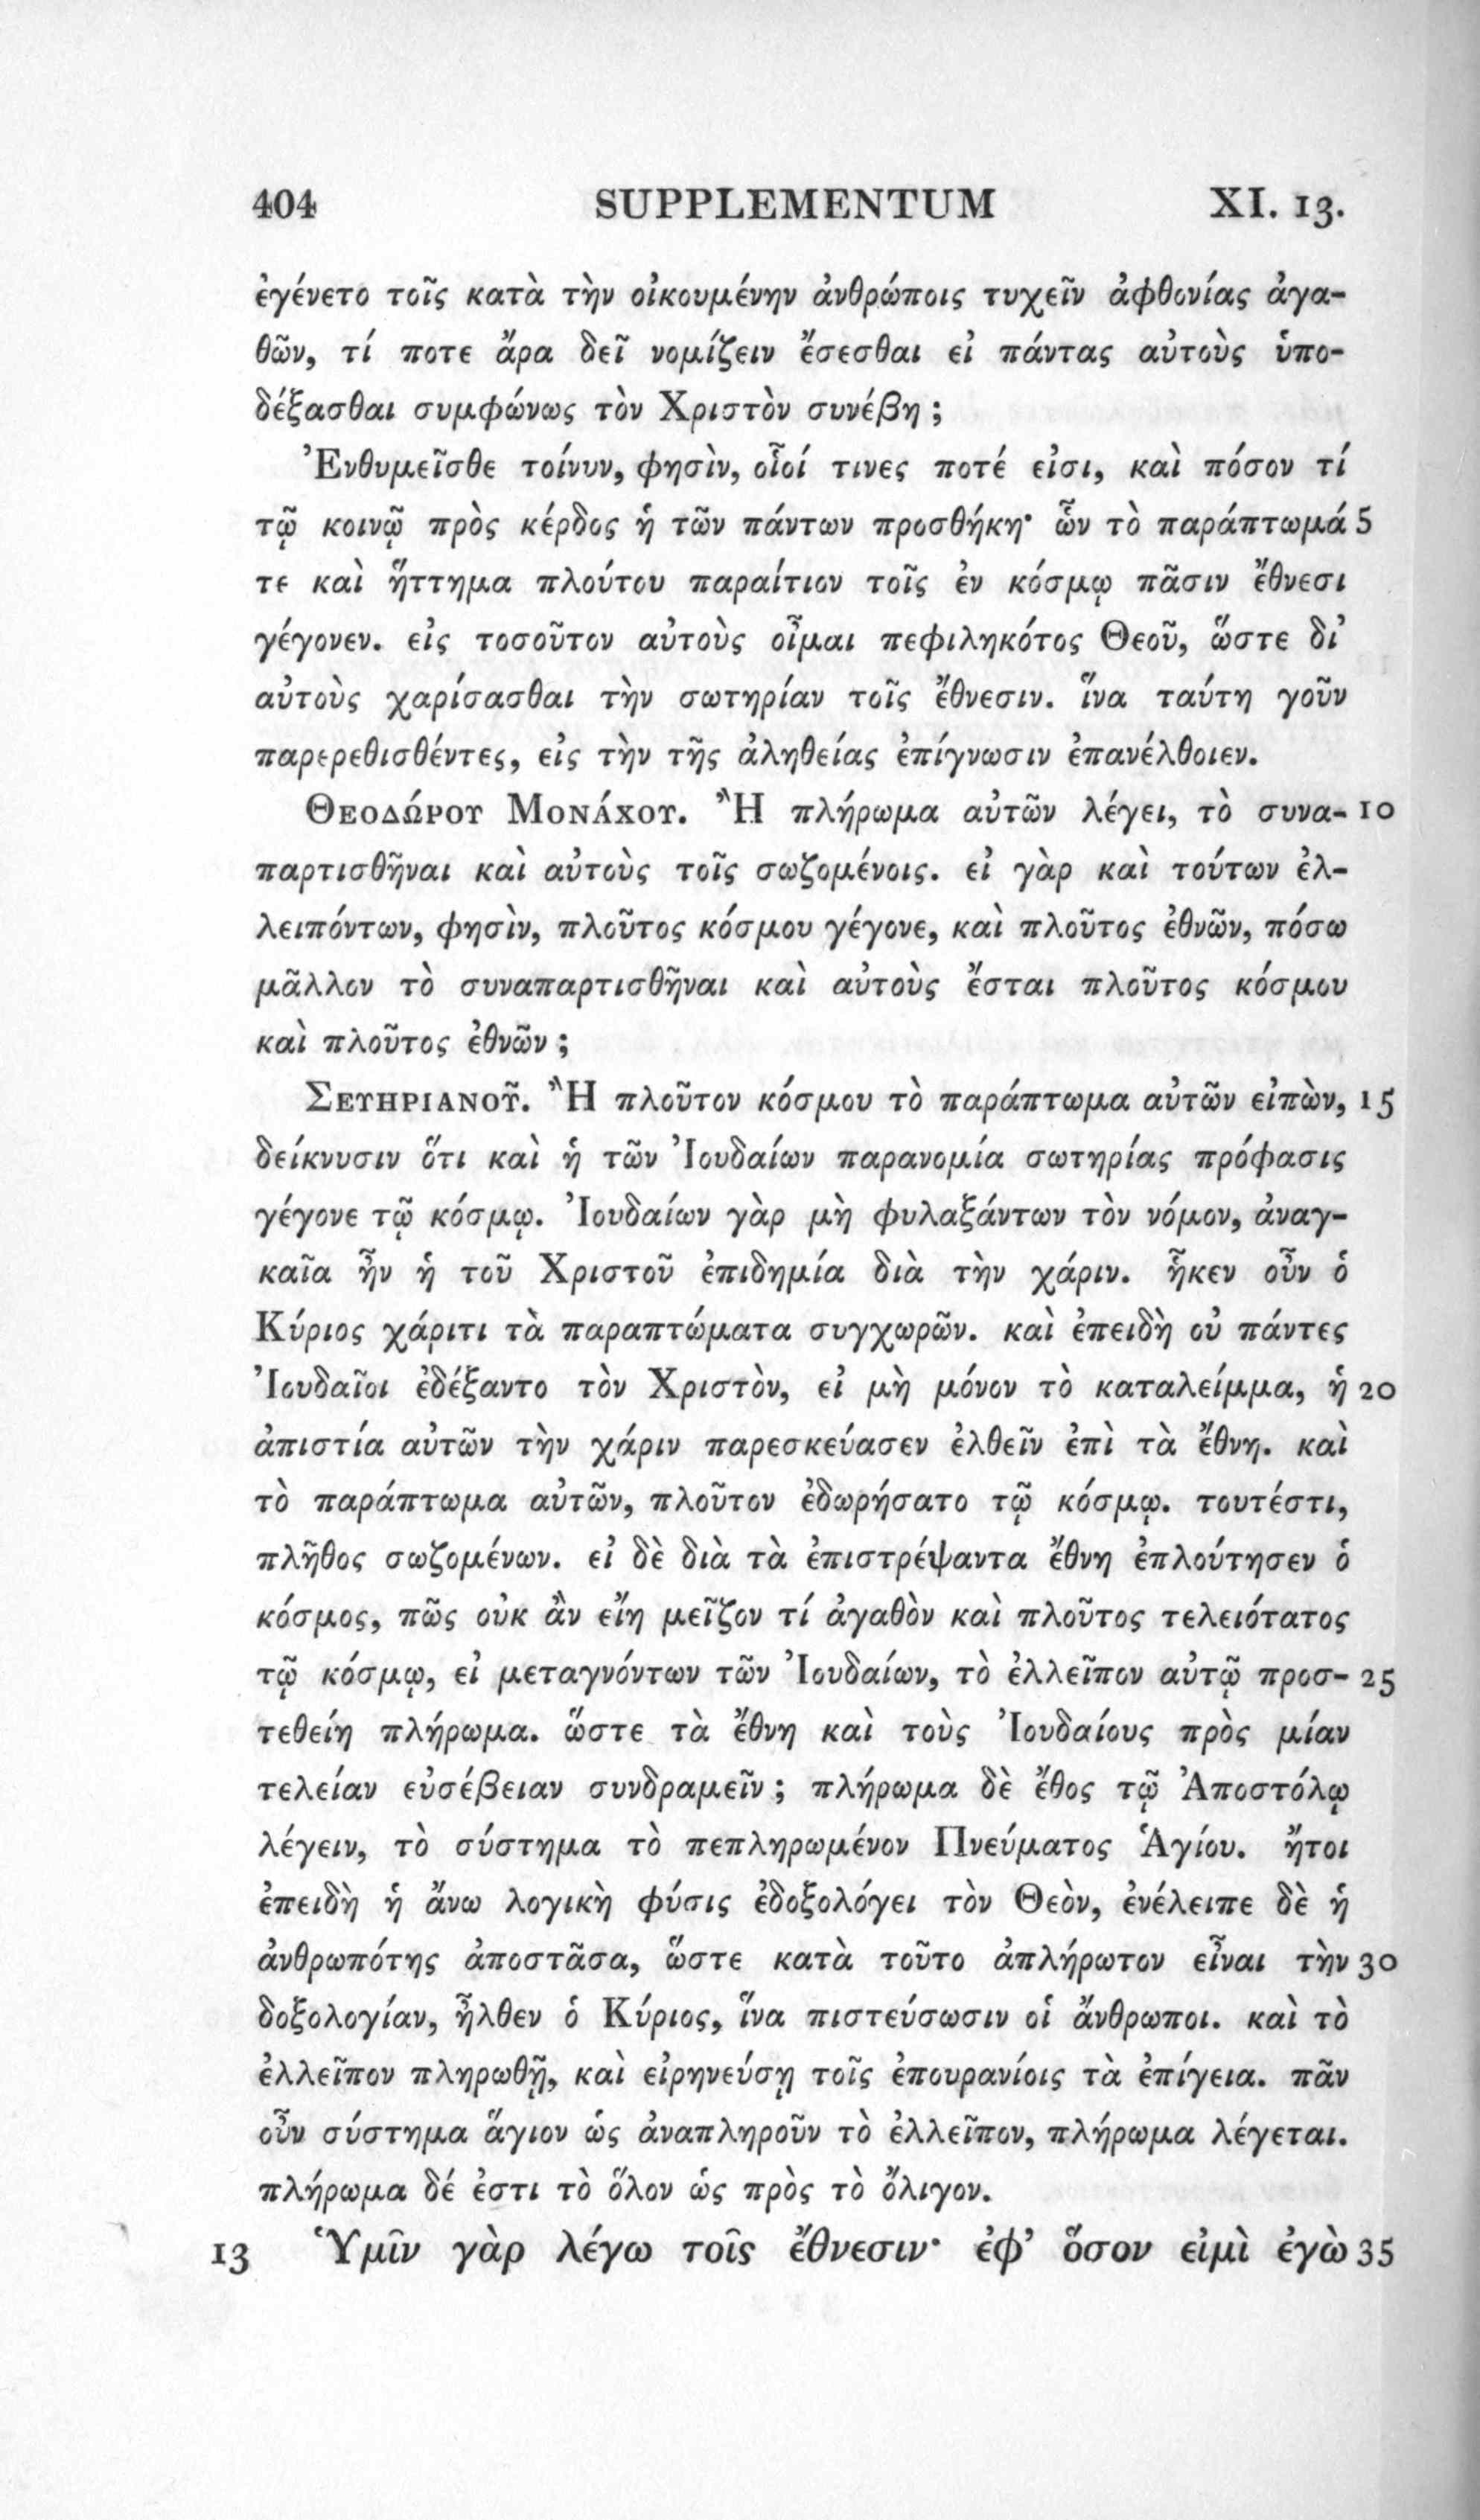 404 SUPPLEMENTUM XI. 13.
ἐγένετο τοῖς κατὰ τὴν οἰκουμένην ἀνθρώποις τυχεῖν ἀφθονίας ἀγα-
θῶν, τί ποτε ἄρα δεῖ νομίζειν ἔσεσθαι εἰ πάντας αὐτοὺς ὑπο-
δέξασθαι συμφώνως τὸν Χριστὸν συνέβη ;
Ἐνθυμεῖσθε τοίνυν, φησὶν, οἷοί τινες ποτέ εἰσι, καὶ πόσον τί
τῷ κοινῷ πρὸς κέρδος ἡ τῶν πάντων προσθήκη· ὧν τὸ παράπτωμά 5
τε καὶ ἥττημα πλούτου παραίτιον τοῖς ἐν κόσμῳ πᾶσιν ἔθνεσι
γέγονεν. εἰς τοσοῦτον αὐτοὺς οἶμαι πεφιληκότος Θεοῦ, ὥστε δι’
αὐτοὺς χαρίσασθαι τὴν σωτηρίαν τοῖς ἔθνεσιν. ἵνα ταύτη γοῦν
παρερεθισθέντες, εἰς τὴν τῆς ἀληθείας ἐπίγνωσιν ἐπανέλθοιεν.
Θεοδώρου Μονάχου. Ἢ πλήρωμα αὐτῶν λέγει, τὸ συνα- 10
παρτισθῆναι καὶ αὐτοὺς τοῖς σωζομένοις. εἰ γὰρ καὶ τούτων ἐλ-
λειπόντων, φησὶν, πλοῦτος κόσμου γέγονε, καὶ πλοῦτος ἐθνῶν, πόσω
μᾶλλον τὸ συναπαρτισθῆναι καὶ αὐτοὺς ἔσται πλοῦτος κόσμου
καὶ πλοῦτος ἐθνῶν ;
Σευηριανοῦ. Ἢ πλοῦτον κόσμου τὸ παράπτωμα αὐτῶν εἰπὼν, 15
δείκνυσιν ὅτι καὶ ἡ τῶν Ἰουδαίων παρανομία σωτηρίας πρόφασις
γέγονε τῷ κόσμῳ. Ἰουδαίων γὰρ μὴ φυλαξάντων τὸν νόμον, ἀναγ-
καῖα ἦν ἡ τοῦ Χριστοῦ ἐπιδημία διὰ τὴν χάριν. ἧκεν οὖν ὁ
Κύριος χάριτι τὰ παραπτώματα συγχωρῶν. καὶ ἐπειδὴ οὐ πάντες
Ἰουδαῖοι ἐδέξαντο τὸν Χριστὸν, εἰ μὴ μόνον τὸ καταλείμμα, ἡ 20
ἀπιστία αὐτῶν τὴν χάριν παρεσκεύασεν ἐλθεῖν ἐπὶ τὰ ἔθνη. καὶ
τὸ παράπτωμα αὐτῶν, πλοῦτον ἐδωρήσατο τῷ κόσμῳ. τουτέστι,
πλῆθος σωζομένων. εἰ δὲ διὰ τὰ ἐπιστρέψαντα ἔθνη ἐπλούτησεν ὁ
κόσμος, πῶς οὐκ ἂν εἴη μεῖζον τί ἀγαθὸν καὶ πλοῦτος τελειότατος
τῷ κόσμῳ, εἰ μεταγνόντων τῶν Ἰουδαίων, τὸ ἐλλεῖπον αὐτῷ προσ- 25
τεθείη πλήρωμα. ὥστε τὰ ἔθνη καὶ τοὺς Ἰουδαίους πρὸς μίαν
τελείαν εὐσέβειαν συνδραμεῖν ; πλήρωμα δὲ ἔθος τῷ Ἀποστόλῳ
λέγειν, τὸ σύστημα τὸ πεπληρωμένον Πνεύματος Ἁγίου. ἤτοι
ἐπειδὴ ἡ ἄνω λογικὴ φύσις ἐδοξολόγει τὸν Θεὸν, ἐνέλειπε δὲ ἡ
ἀνθρωπότης ἀποστᾶσα, ὥστε κατὰ τοῦτο ἀπλήρωτον εἶναι τὴν 30
δοξολογίαν, ἦλθεν ὁ Κύριος, ἵνα πιστεύσωσιν οἱ ἄνθρωποι. καὶ τὸ
ἐλλεῖπον πληρωθῇ, καὶ εἰρηνεύσῃ τοῖς ἐπουρανίοις τὰ ἐπίγεια. πᾶν
οὖν σύστημα ἅγιον ὡς ἀναπληροῦν τὸ ἐλλεῖπον, πλήρωμα λέγεται.
πλήρωμα δέ ἐστι τὸ ὅλον ὡς πρὸς τὸ ὄλιγον.
13 Ὑμῖν γὰρ λέγω τοῖς ἔθνεσιν· ἐφ’ ὅσον εἰμὶ ἐγὼ 35